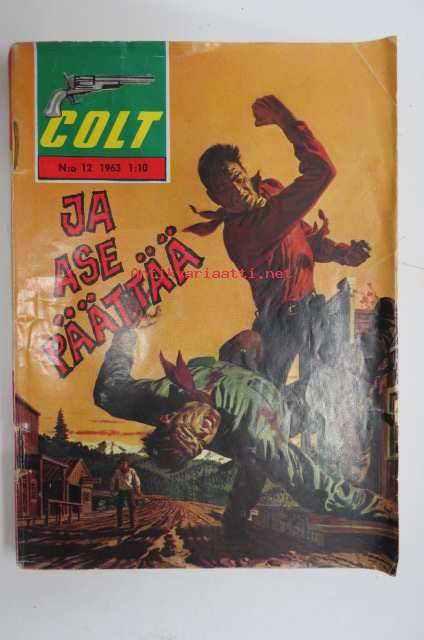 COLT
N:o 12 1963 1:10
JA
ASE
PÄÄTTÄÄ
Antikvariaatti.net